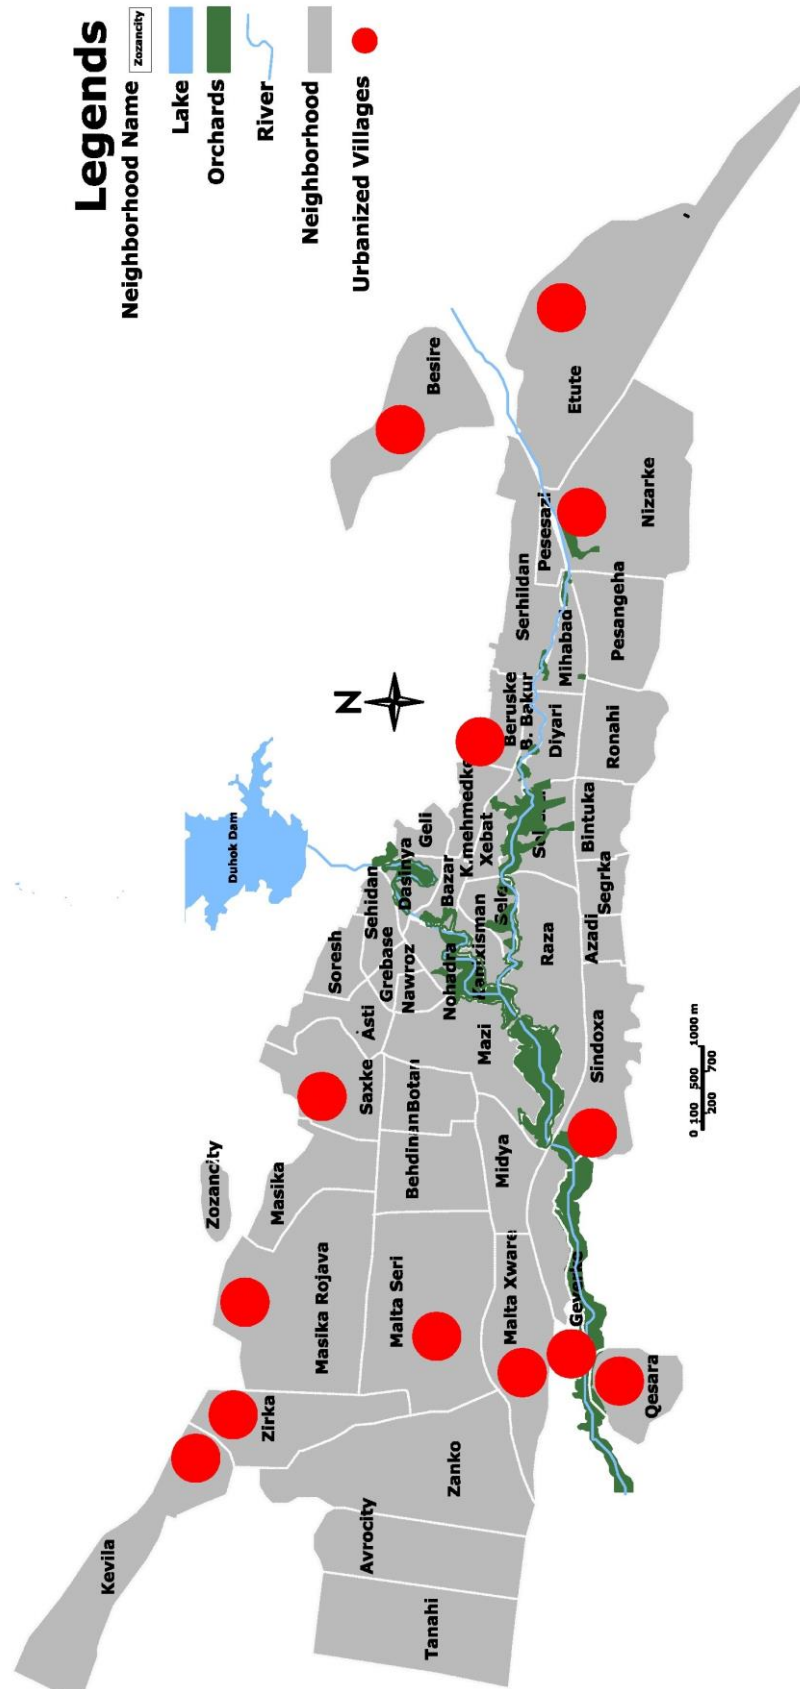 Legends
Neighborhood Name
Zozancity
Lake
Orchards
River
Neighborhood
Urbanized Villages
N
Duhok Dam
Besire
Etute
Nizarke
Pesesazi
Serhildan
Mihabad
Pesangeha
Beruske
B. Bakur
Diyari
Ronahi
K.mehmedke
Xebat
Bintuka
Segrka
Azadi
Raza
Geli
Bazar
Dasinya
Sehidan
Grebase
Nawroz
Nohadra
Soresh
Asti
Mazi
Sindoxa
Saxke
Botan
Behdinan
Midya
Zozancity
Masika
Masika Rojava
Malta Seri
Malta Xware
Qesara
Zirka
Kevila
Zanko
Avrocity
Tanahi
0 100 500 1000 m
200 700